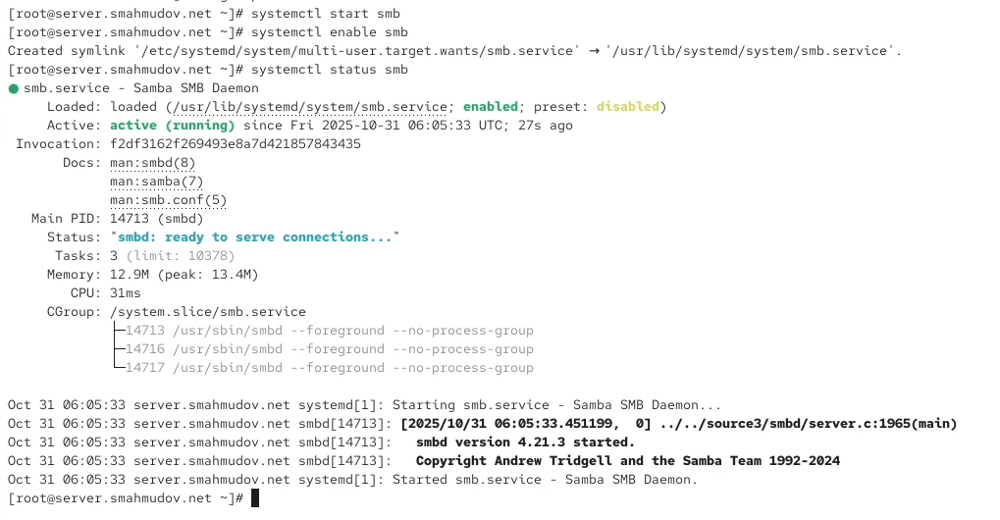 [root@server.smahmudov.net ~]# systemctl start smb
[root@server.smahmudov.net ~]# systemctl enable smb
Created symlink '/etc/systemd/system/multi-user.target.wants/smb.service' → '/usr/lib/systemd/system/smb.service'.
[root@server.smahmudov.net ~]# systemctl status smb
● smb.service - Samba SMB Daemon
     Loaded: loaded (/usr/lib/systemd/system/smb.service; enabled; preset: disabled)
     Active: active (running) since Fri 2025-10-31 06:05:33 UTC; 27s ago
 Invocation: f2df3162f269493e8a7d421857843435
       Docs: man:smbd(8)
             man:samba(7)
             man:smb.conf(5)
   Main PID: 14713 (smbd)
     Status: "smbd: ready to serve connections..."
      Tasks: 3 (limit: 10378)
     Memory: 12.9M (peak: 13.4M)
        CPU: 31ms
     CGroup: /system.slice/smb.service
             ├─14713 /usr/sbin/smbd --foreground --no-process-group
             ├─14716 /usr/sbin/smbd --foreground --no-process-group
             └─14717 /usr/sbin/smbd --foreground --no-process-group
Oct 31 06:05:33 server.smahmudov.net systemd[1]: Starting smb.service - Samba SMB Daemon...
Oct 31 06:05:33 server.smahmudov.net smbd[14713]: [2025/10/31 06:05:33.451199,  0] ../../source3/smbd/server.c:1965(main)
Oct 31 06:05:33 server.smahmudov.net smbd[14713]:   smbd version 4.21.3 started.
Oct 31 06:05:33 server.smahmudov.net smbd[14713]:   Copyright Andrew Tridgell and the Samba Team 1992-2024
Oct 31 06:05:33 server.smahmudov.net systemd[1]: Started smb.service - Samba SMB Daemon.
[root@server.smahmudov.net ~]#